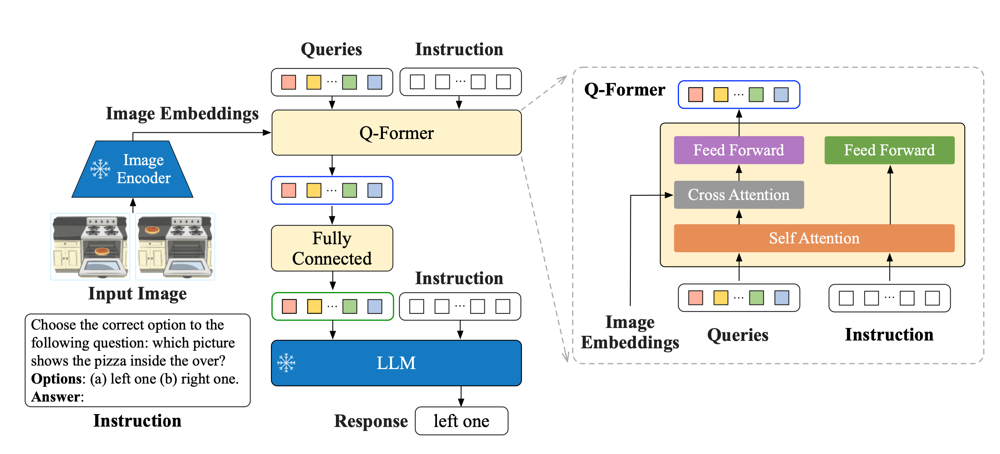 Queries
Instruction
Image Embeddings
Q-Former
Image
Encoder
Input Image
Choose the correct option to the
following question: which picture
shows the pizza inside the over?
Options: (a) left one (b) right one.
Answer:
Instruction
Fully
Connected
Instruction
LLM
Response
left one
Q-Former
Feed Forward
Feed Forward
Cross Attention
Self Attention
Image
Embeddings
Queries
Instruction